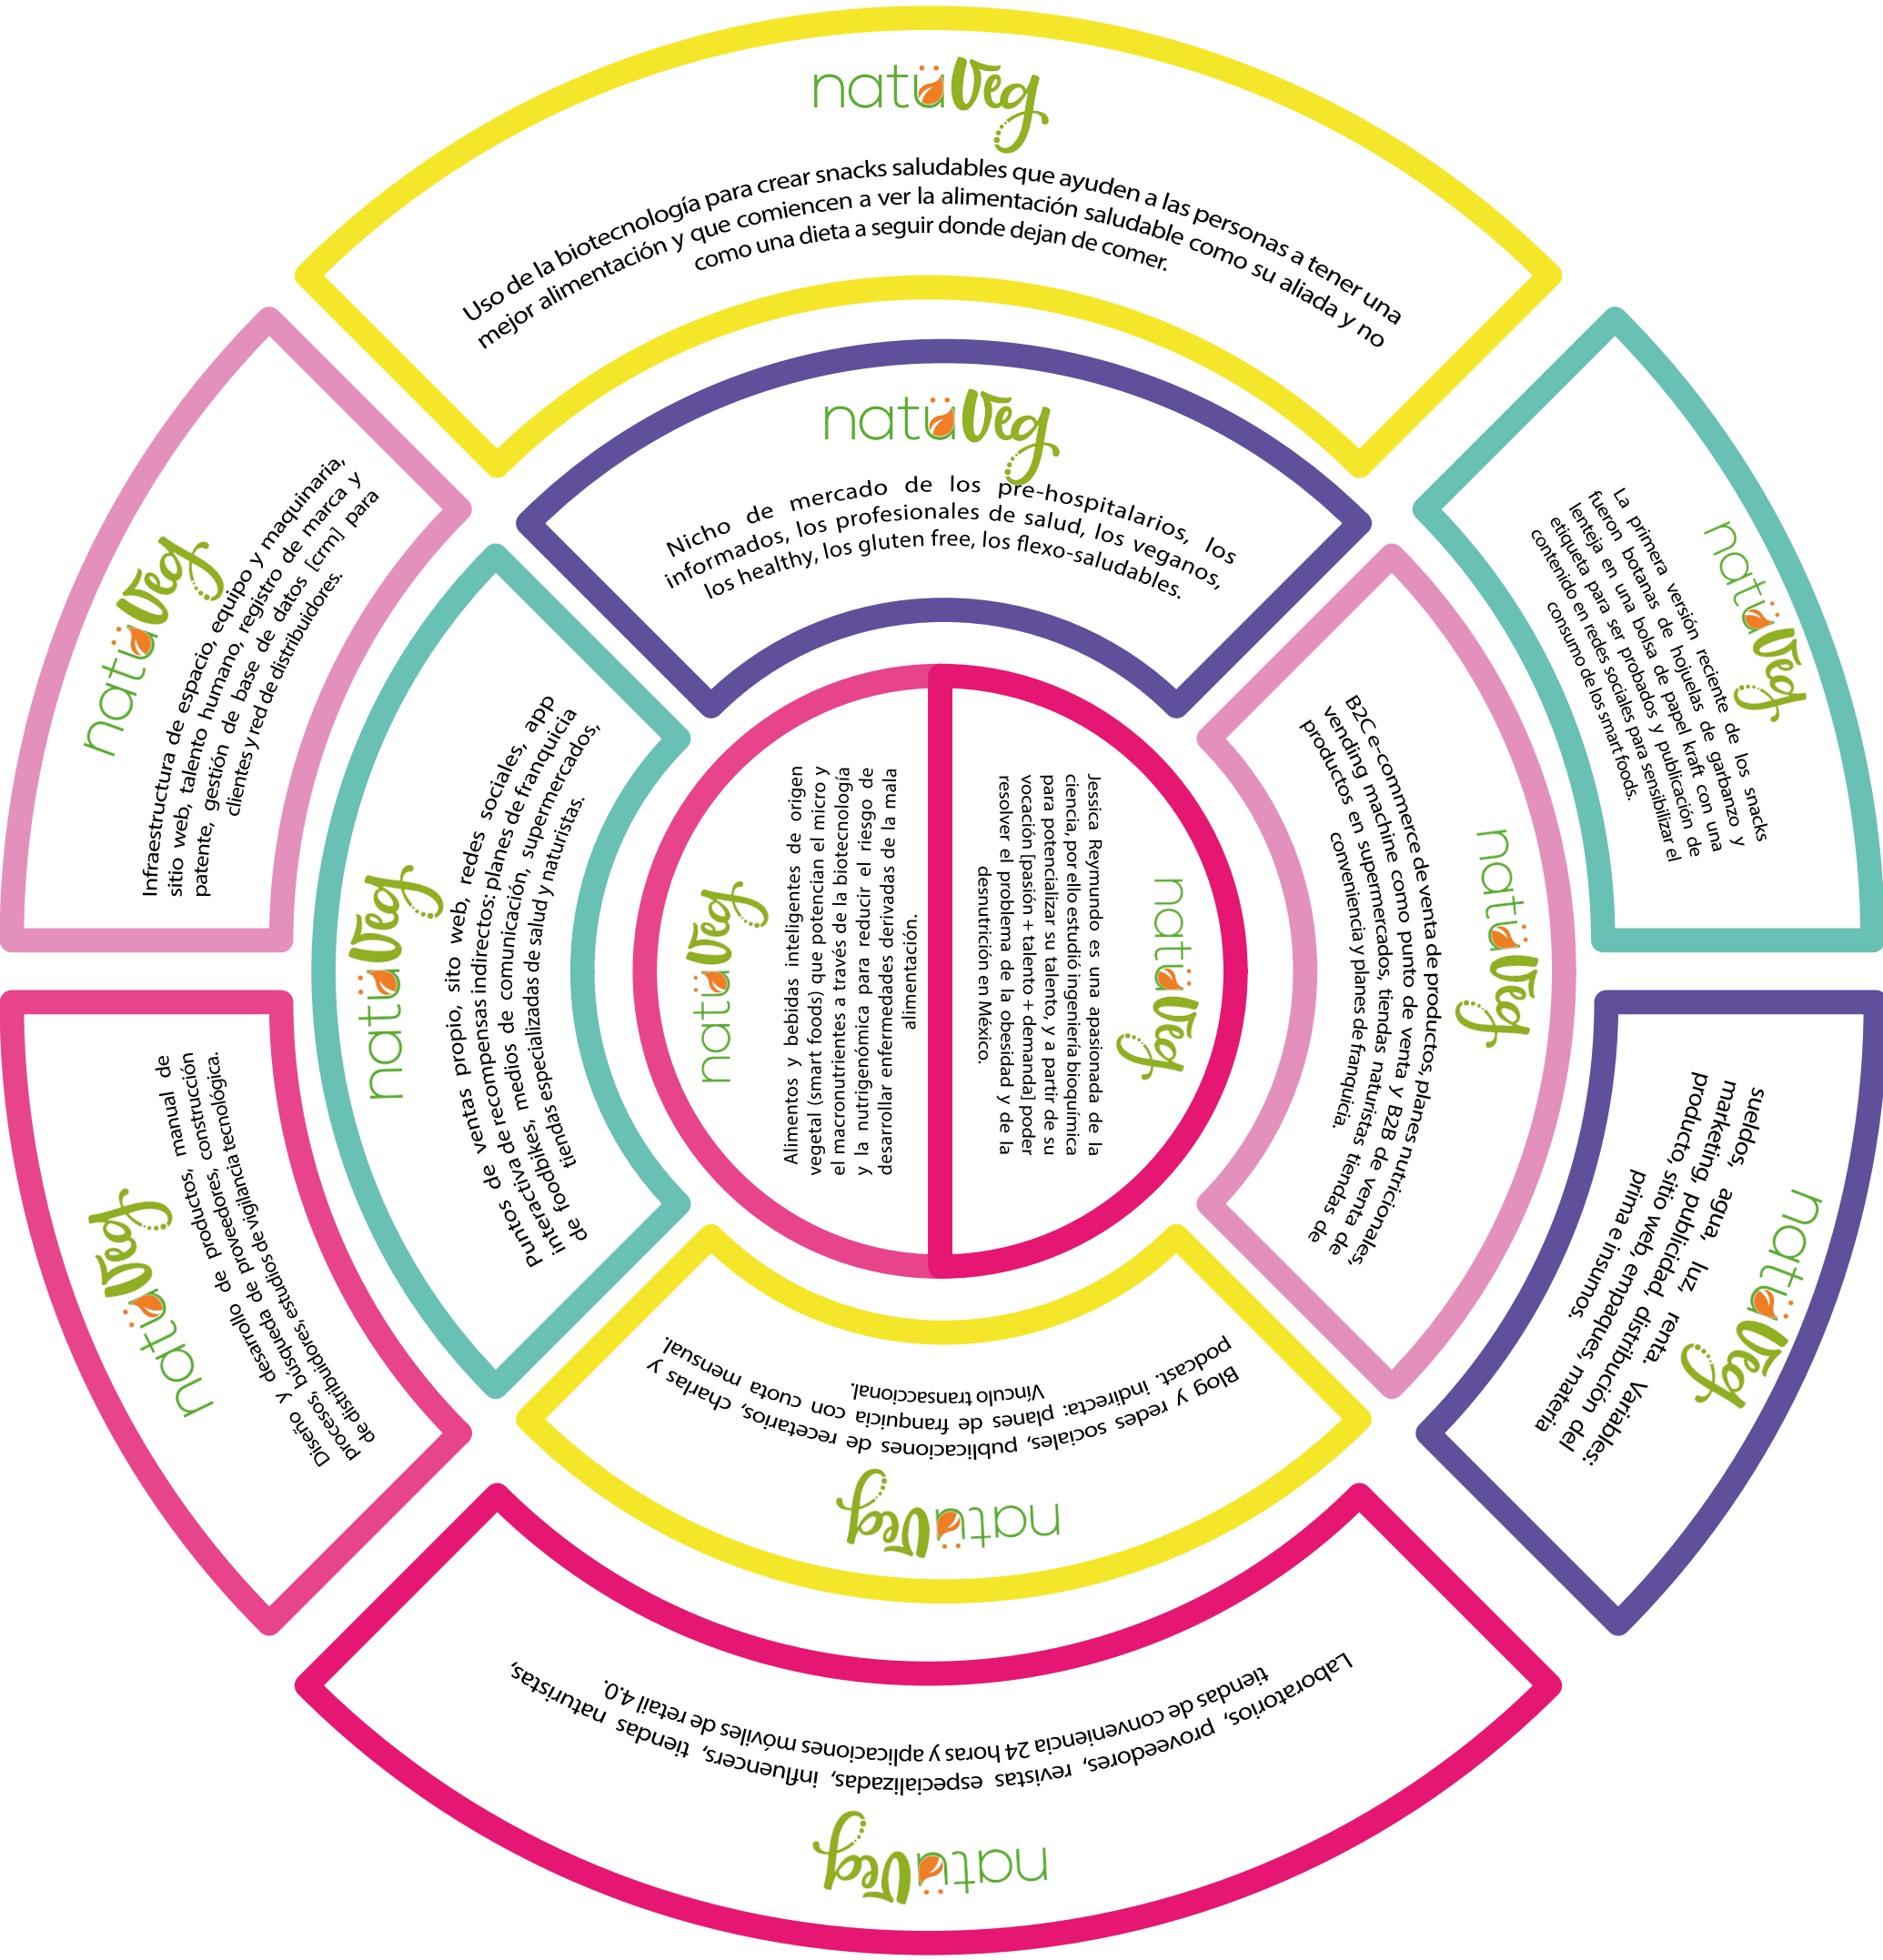 natüVeg
Uso de la biotecnología para crear snacks saludables que ayuden a las personas a tener una
mejor alimentación y que comiencen a ver la alimentación saludable como su aliada y no
como una dieta a seguir donde dejan de comer.
natüVeg
Nicho de mercado de los pre-hospitalarios, los
informados, los profesionales de salud, los veganos,
los healthy, los gluten free, los flexo-saludables.
natüVeg
Infraestructura de espacio, equipo y maquinaria,
sitio web, talento humano, registro de marca y
patente, gestión de base de datos [crm] para
clientes y red de distribuidores.
natüVeg
La primera versión reciente de los snacks
fueron botanas de hojuelas de garbanzo y
lenteja en una bolsa de papel kraft con una
etiqueta para ser probados y publicación de
contenido en redes sociales para sensibilizar el
consumo de los smart foods.
natüVeg
Puntos de ventas propio, sito web, redes sociales, app
interactiva de recompensas indirectos: planes de franquicia
de foodbikes, medios de comunicación, supermercados,
tiendas especializadas de salud y naturistas.
natüVeg
Alimentos y bebidas inteligentes de origen
vegetal (smart foods) que potencian el micro y
el macronutrientes a través de la biotecnología
y la nutrigenómica para reducir el riesgo de
desarrollar enfermedades derivadas de la mala
alimentación.
natüVeg
Jessica Reymundo es una apasionada de la
ciencia, por ello estudió ingeniería bioquímica
para potencializar su talento, y a partir de su
vocación [pasión + talento + demanda] poder
resolver el problema de la obesidad y de la
desnutrición en México.
natüVeg
B2C e-commerce de venta de productos, planes nutricionales,
vending machine como punto de venta y B2B de venta de
productos en supermercados, tiendas naturistas tiendas de
conveniencia y planes de franquicia.
natüVeg
Diseño y desarrollo de productos, manual de
procesos, búsqueda de proveedores, construcción
de distribuidores, estudios de vigilancia tecnológica.
natüVeg
sueldos, agua, luz, renta. Variables:
marketing, publicidad, distribución del
producto, sitio web, empaques, materia
prima e insumos.
natüVeg
Blog y redes sociales, publicaciones de recetarios, charlas y
podcast. indirecta: planes de franquicia con cuota mensual
Vínculo transaccional.
natüVeg
Laboratorios, proveedores, revistas especializadas, influencers, tiendas naturistas,
tiendas de conveniencia 24 horas y aplicaciones móviles de retail 4.0.